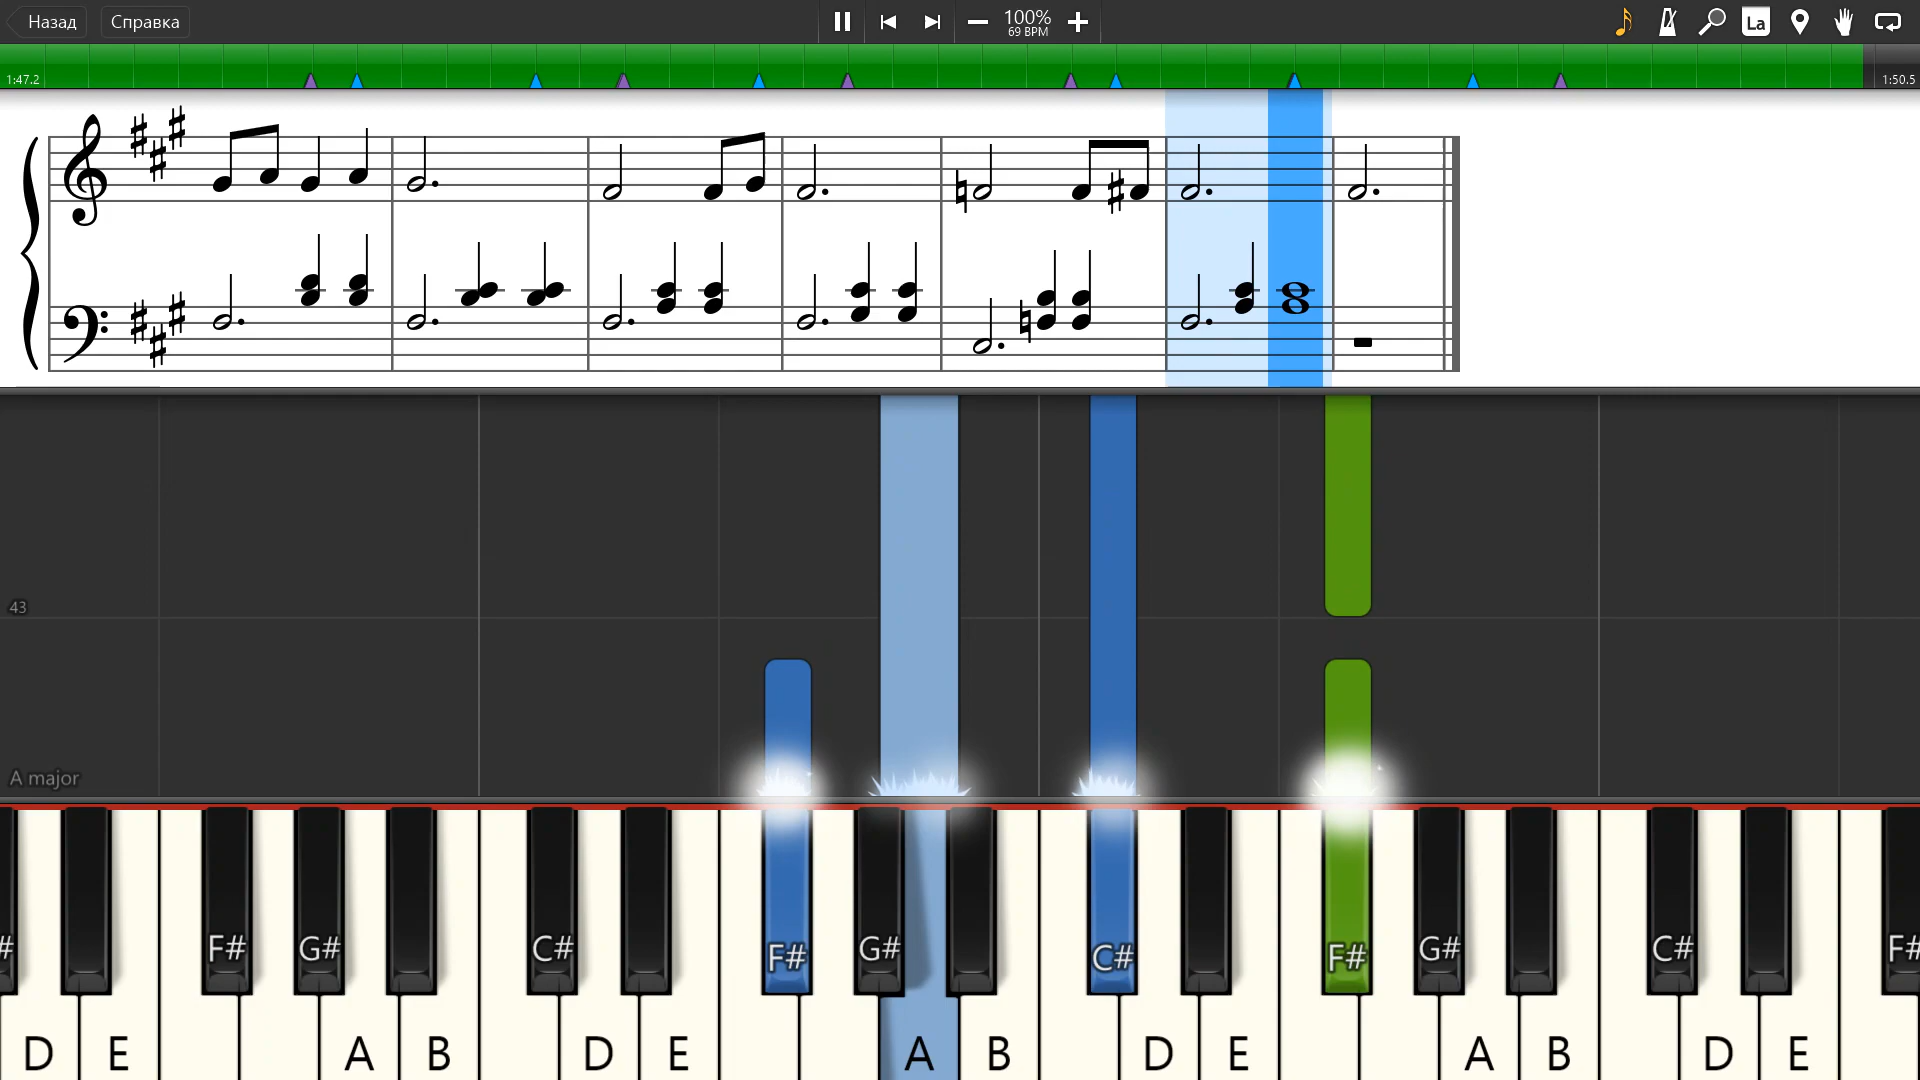 Назад
Справка
100%
69 BPM
La
1:47.2
1:50.5
43
A major
# F# G# C# F# G# C# F# G# C# F#
D E A B D E A B D E A B D E